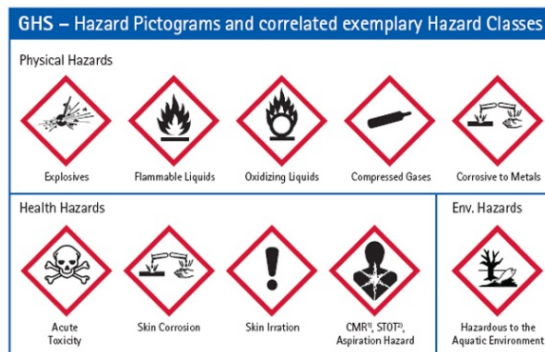 GHS – Hazard Pictograms and correlated exemplary Hazard Classes
Physical Hazards
Explosives
Flammable Liquids
Oxidizing Liquids
Compressed Gases
Corrosive to Metals
Health Hazards
Acute
Toxicity
Skin Corrosion
Skin Irration
CMR¹⁾, STOT²⁾,
Aspiration Hazard
Env. Hazards
Hazardous to the
Aquatic Environment